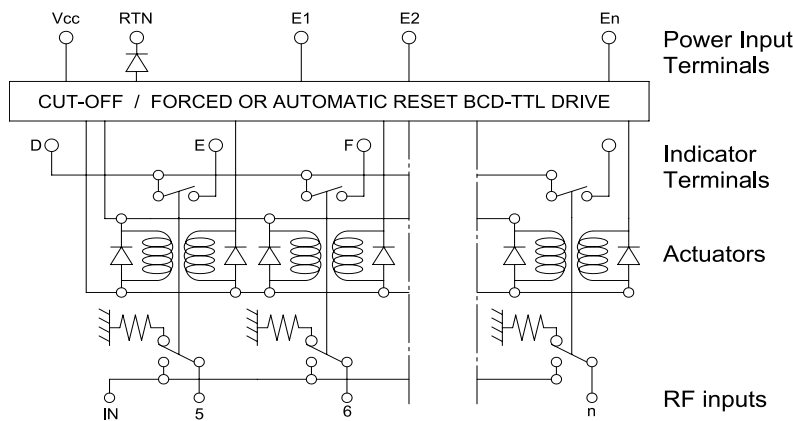 Vcc RTN E1 E2 En
Power Input
Terminals
CUT-OFF / FORCED OR AUTOMATIC RESET BCD-TTL DRIVE
D E F
Indicator
Terminals
Actuators
IN 5 6 n
RF inputs